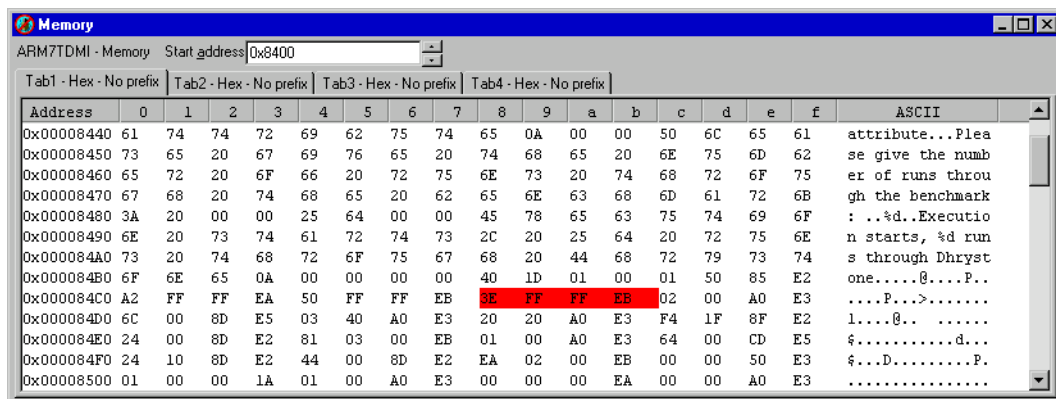 Memory
ARM7TDMI - Memory Start address 0x8400
Tab1 - Hex - No prefix Tab2 - Hex - No prefix Tab3 - Hex - No prefix Tab4 - Hex - No prefix
Address 0 1 2 3 4 5 6 7 8 9 a b c d e f ASCII
0x00008440 61 74 74 72 69 62 75 74 65 0A 00 00 50 6C 65 61 attribute...Plea
0x00008450 73 65 20 67 69 76 65 20 74 68 65 20 6E 75 6D 62 se give the numb
0x00008460 65 72 20 6F 66 20 72 75 6E 73 20 74 68 72 6F 75 er of runs throu
0x00008470 67 68 20 74 68 65 20 62 65 6E 63 68 6D 61 72 6B gh the benchmark
0x00008480 3A 20 00 00 25 64 00 00 45 78 65 63 75 74 69 6F : ..%d..Executio
0x00008490 6E 20 73 74 61 72 74 73 2C 20 25 64 20 72 75 6E n starts, %d run
0x000084A0 73 20 74 68 72 6F 75 67 68 20 44 68 72 79 73 74 s through Dhryst
0x000084B0 6F 6E 65 0A 00 00 00 00 40 1D 01 00 01 50 85 E2 one.....@....P..
0x000084C0 A2 FF FF EA 50 FF FF EB 3E FF FF EB 02 00 A0 E3 ....P...>.......
0x000084D0 6C 00 8D E5 03 40 A0 E3 20 20 A0 E3 F4 1F 8F E2 l....@..  ......
0x000084E0 24 00 8D E2 81 03 00 EB 01 00 A0 E3 64 00 CD E5 $...........d...
0x000084F0 24 10 8D E2 44 00 8D E2 EA 02 00 EB 00 00 50 E3 $...D.........P.
0x00008500 01 00 00 1A 01 00 A0 E3 00 00 00 EA 00 00 A0 E3 ................